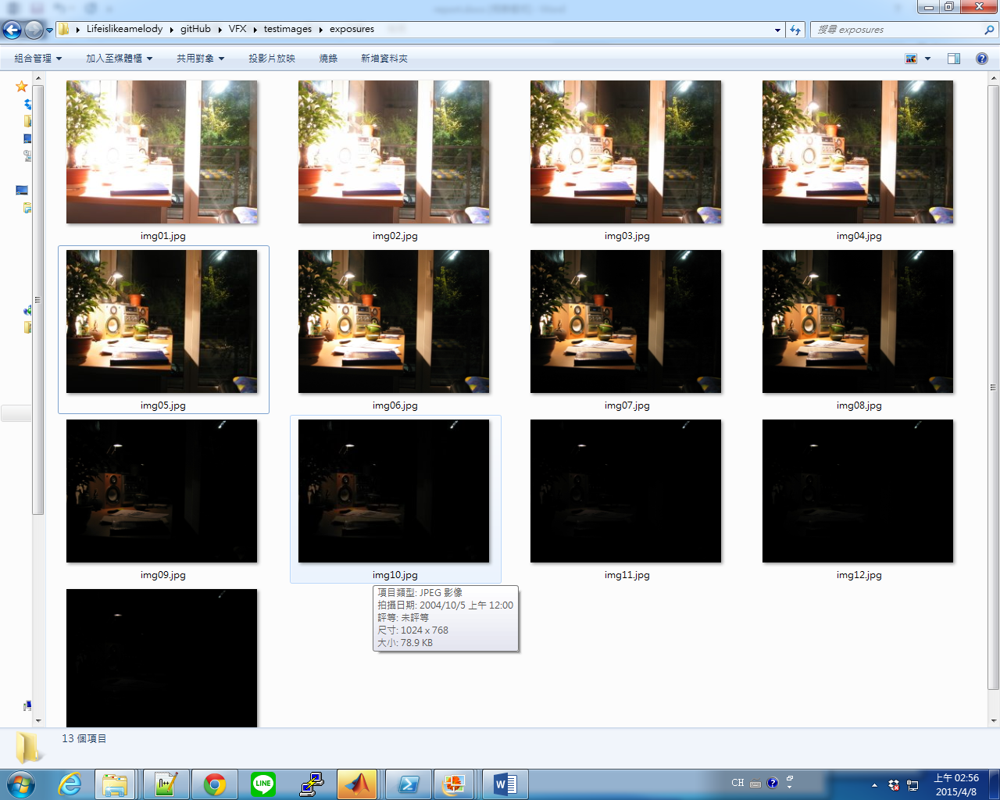 Lifeislikeamelody ▸ gitHub ▸ VFX ▸ testimages ▸ exposures
搜尋 exposures
組合管理 加入至媒體櫃 共用對象 投影片放映 燒錄 新增資料夾
img01.jpg img02.jpg img03.jpg img04.jpg
img05.jpg img06.jpg img07.jpg img08.jpg
img09.jpg img10.jpg img11.jpg img12.jpg
項目類型: JPEG 影像
拍攝日期: 2004/10/5 上午 12:00
評等: 未評等
尺寸: 1024 x 768
大小: 78.9 KB
13 個項目
LINE
CH
上午 02:56
2015/4/8